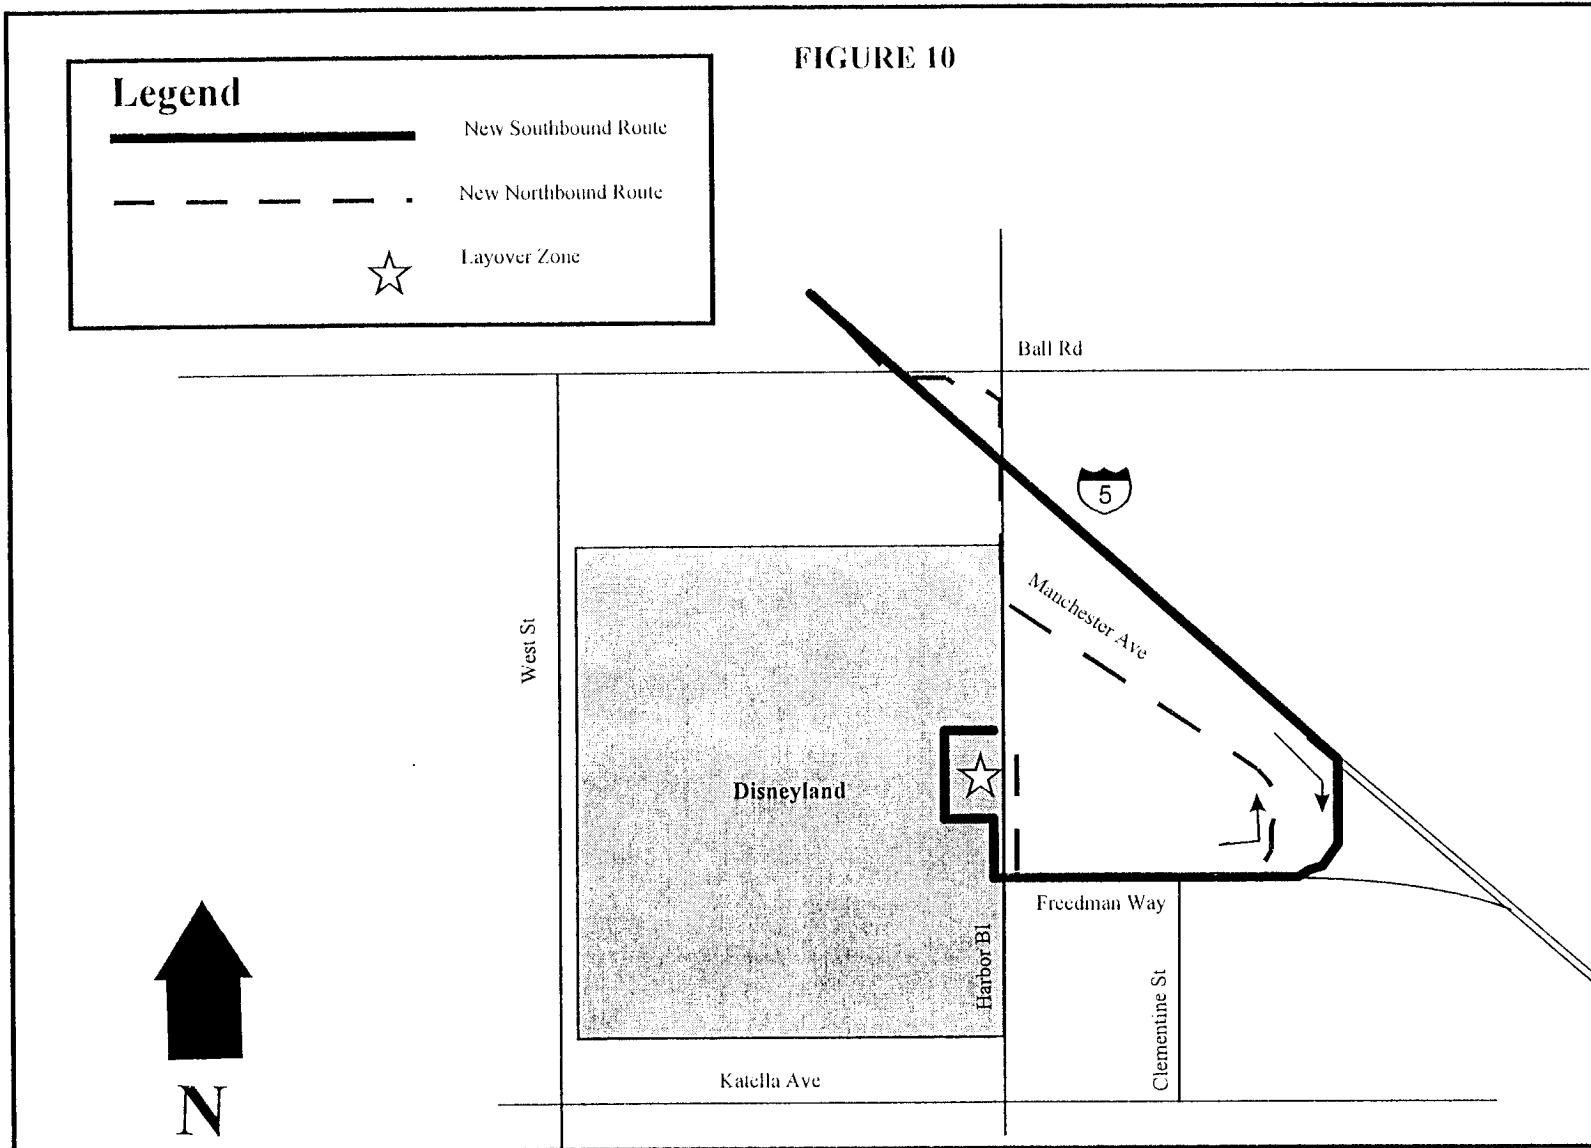 FIGURE 10
Legend
New Southbound Route
New Northbound Route
Layover Zone
Ball Rd
5
Manchester Ave
West St
Disneyland
Freedman Way
Harbor Bl
Clementine St
Katella Ave
N